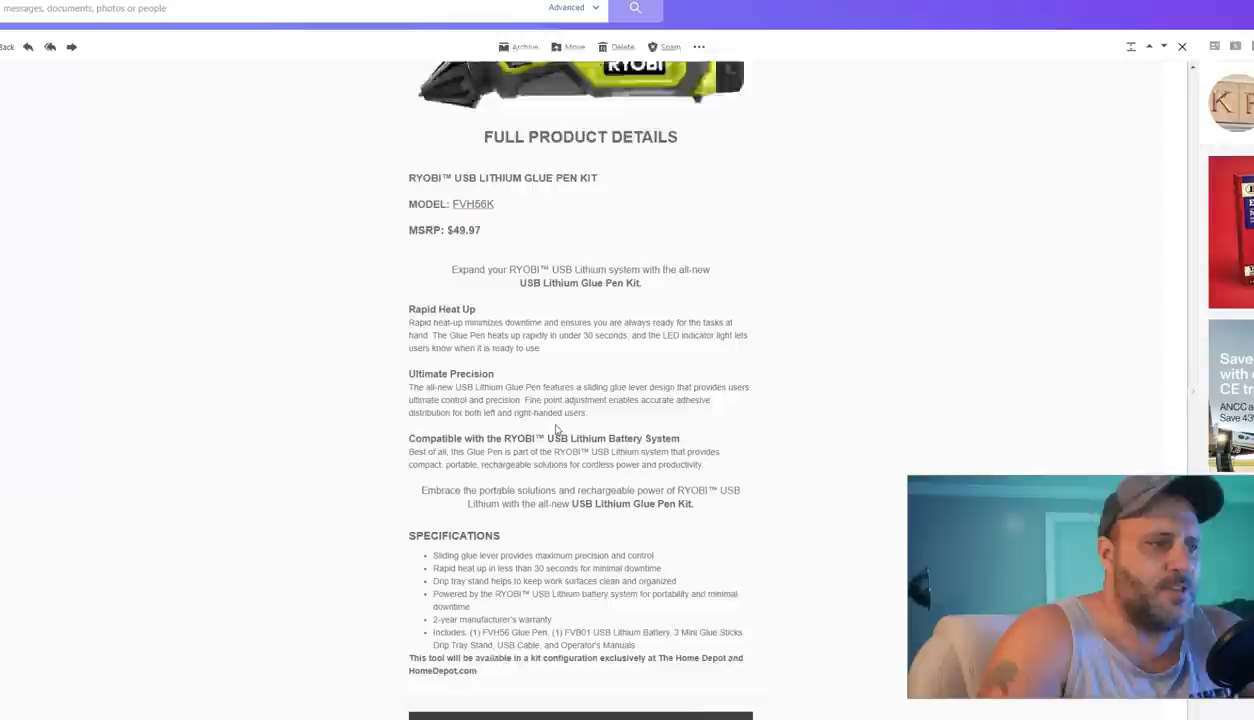 messages, documents, photos or people
Advanced
Back
Archive Move Delete Spam
RYOBI
FULL PRODUCT DETAILS
RYOBI™ USB LITHIUM GLUE PEN KIT
MODEL: FVH56K
MSRP: $49.97
Expand your RYOBI™ USB Lithium system with the all-new
USB Lithium Glue Pen Kit.
Rapid Heat Up
Rapid heat-up minimizes downtime and ensures you are always ready for the tasks at
hand. The Glue Pen heats up rapidly in under 30 seconds, and the LED indicator light lets
users know when it is ready to use.
Ultimate Precision
The all-new USB Lithium Glue Pen features a sliding glue lever design that provides users
ultimate control and precision. Fine point adjustment enables accurate adhesive
distribution for both left and right-handed users.
Compatible with the RYOBI™ USB Lithium Battery System
Best of all, this Glue Pen is part of the RYOBI™ USB Lithium system that provides
compact, portable, rechargeable solutions for cordless power and productivity.
Embrace the portable solutions and rechargeable power of RYOBI™ USB
Lithium with the all-new USB Lithium Glue Pen Kit.
SPECIFICATIONS
• Sliding glue lever provides maximum precision and control
• Rapid heat up in less than 30 seconds for minimal downtime
• Drip tray stand helps to keep work surfaces clean and organized
• Powered by the RYOBI™ USB Lithium battery system for portability and minimal
downtime
• 2-year manufacturer's warranty
• Includes: (1) FVH56 Glue Pen, (1) FVB01 USB Lithium Battery, 3 Mini Glue Sticks,
Drip Tray Stand, USB Cable, and Operator's Manuals
This tool will be available in a kit configuration exclusively at The Home Depot and
HomeDepot.com
K
Save
with
CE tr
ANCC a
Save 43